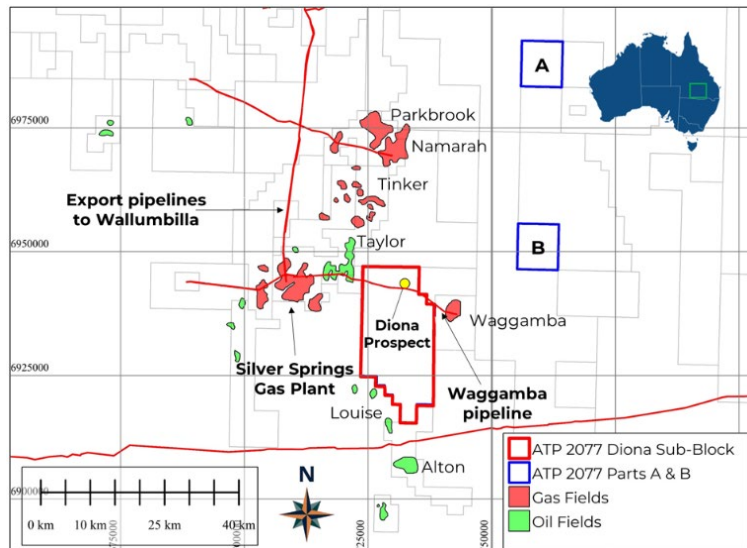 A
Parkbrook
6975000
Namarah
Tinker
Export pipelines
to Wallumbilla
Taylor
6950000
B
Diona
Prospect
Waggamba
6925000
Silver Springs
Gas Plant
Waggamba
pipeline
Louise
ATP 2077 Diona Sub-Block
ATP 2077 Parts A & B
Gas Fields
Oil Fields
Alton
N
6900000
0 km
10 km
25 km
40 km
25000